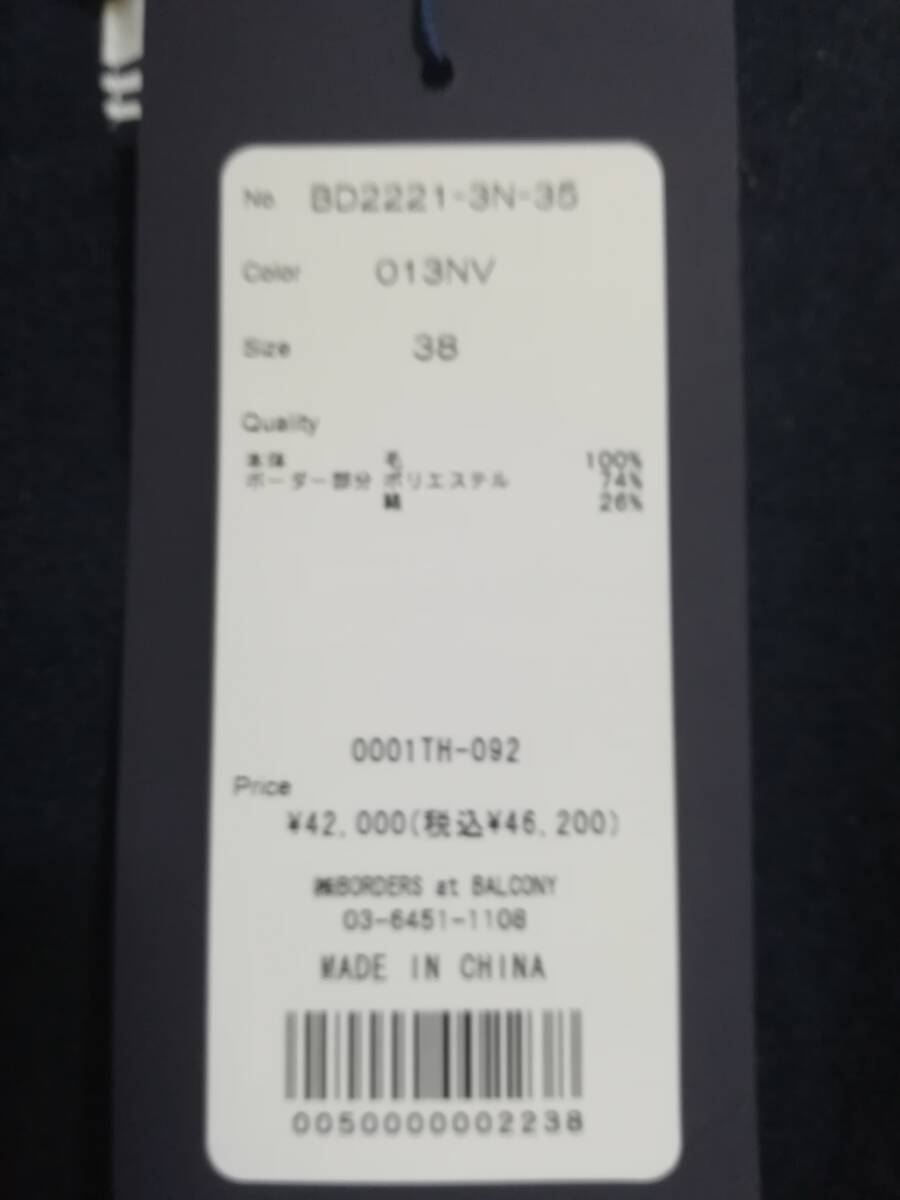 No. BD2221-3N-35
Color 013NV
Size 38
Quality
本体 毛 100%
ボーダー部分 ポリエステル 74%
綿 26%
0001TH-092
Price
¥42,000(税込¥46,200)
㈱BORDERS at BALCONY
03-6451-1108
MADE IN CHINA
0050000002238